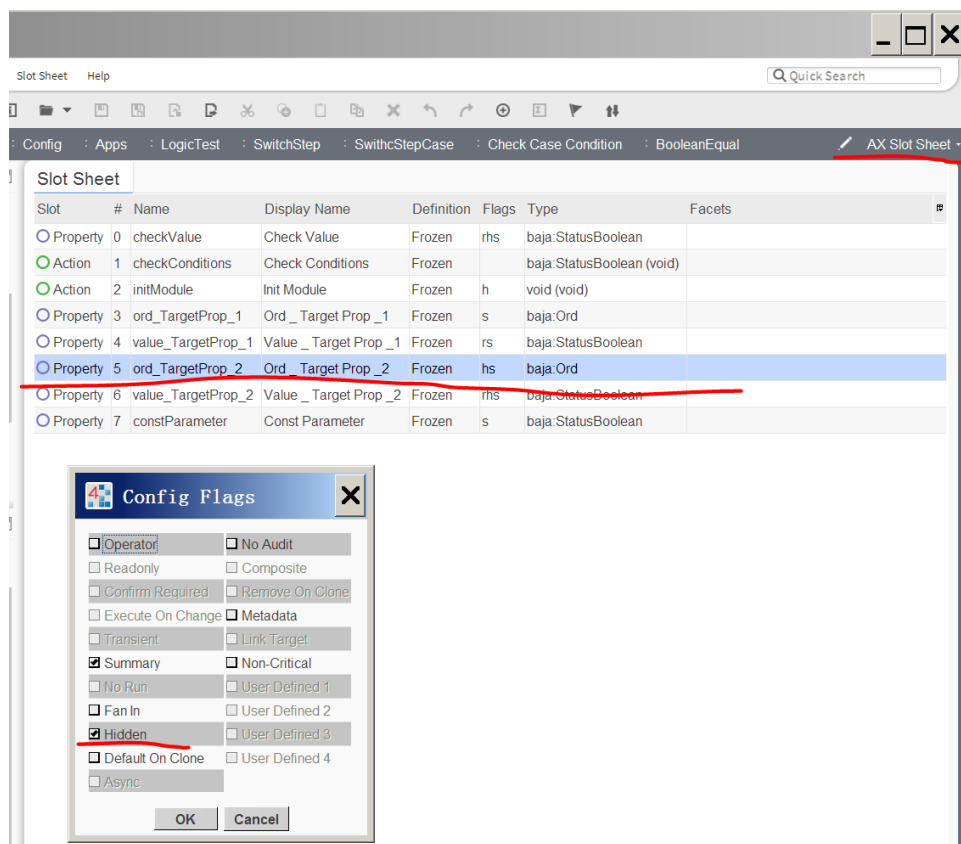 Slot Sheet Help Quick Search
Config : Apps : LogicTest : SwitchStep : SwithcStepCase : Check Case Condition : BooleanEqual AX Slot Sheet
Slot Sheet
Slot # Name Display Name Definition Flags Type Facets
Property 0 checkValue Check Value Frozen rhs baja:StatusBoolean
Action 1 checkConditions Check Conditions Frozen baja:StatusBoolean (void)
Action 2 initModule Init Module Frozen h void (void)
Property 3 ord_TargetProp_1 Ord _ Target Prop _1 Frozen s baja:Ord
Property 4 value_TargetProp_1 Value _ Target Prop _1 Frozen rs baja:StatusBoolean
Property 5 ord_TargetProp_2 Ord _ Target Prop _2 Frozen hs baja:Ord
Property 6 value_TargetProp_2 Value _ Target Prop _2 Frozen rhs baja:StatusBoolean
Property 7 constParameter Const Parameter Frozen s baja:StatusBoolean
4 Config Flags
Operator No Audit
Readonly Composite
Confirm Required Remove On Clone
Execute On Change Metadata
Transient Link Target
Summary Non-Critical
No Run User Defined 1
Fan In User Defined 2
Hidden User Defined 3
Default On Clone User Defined 4
Async
OK Cancel